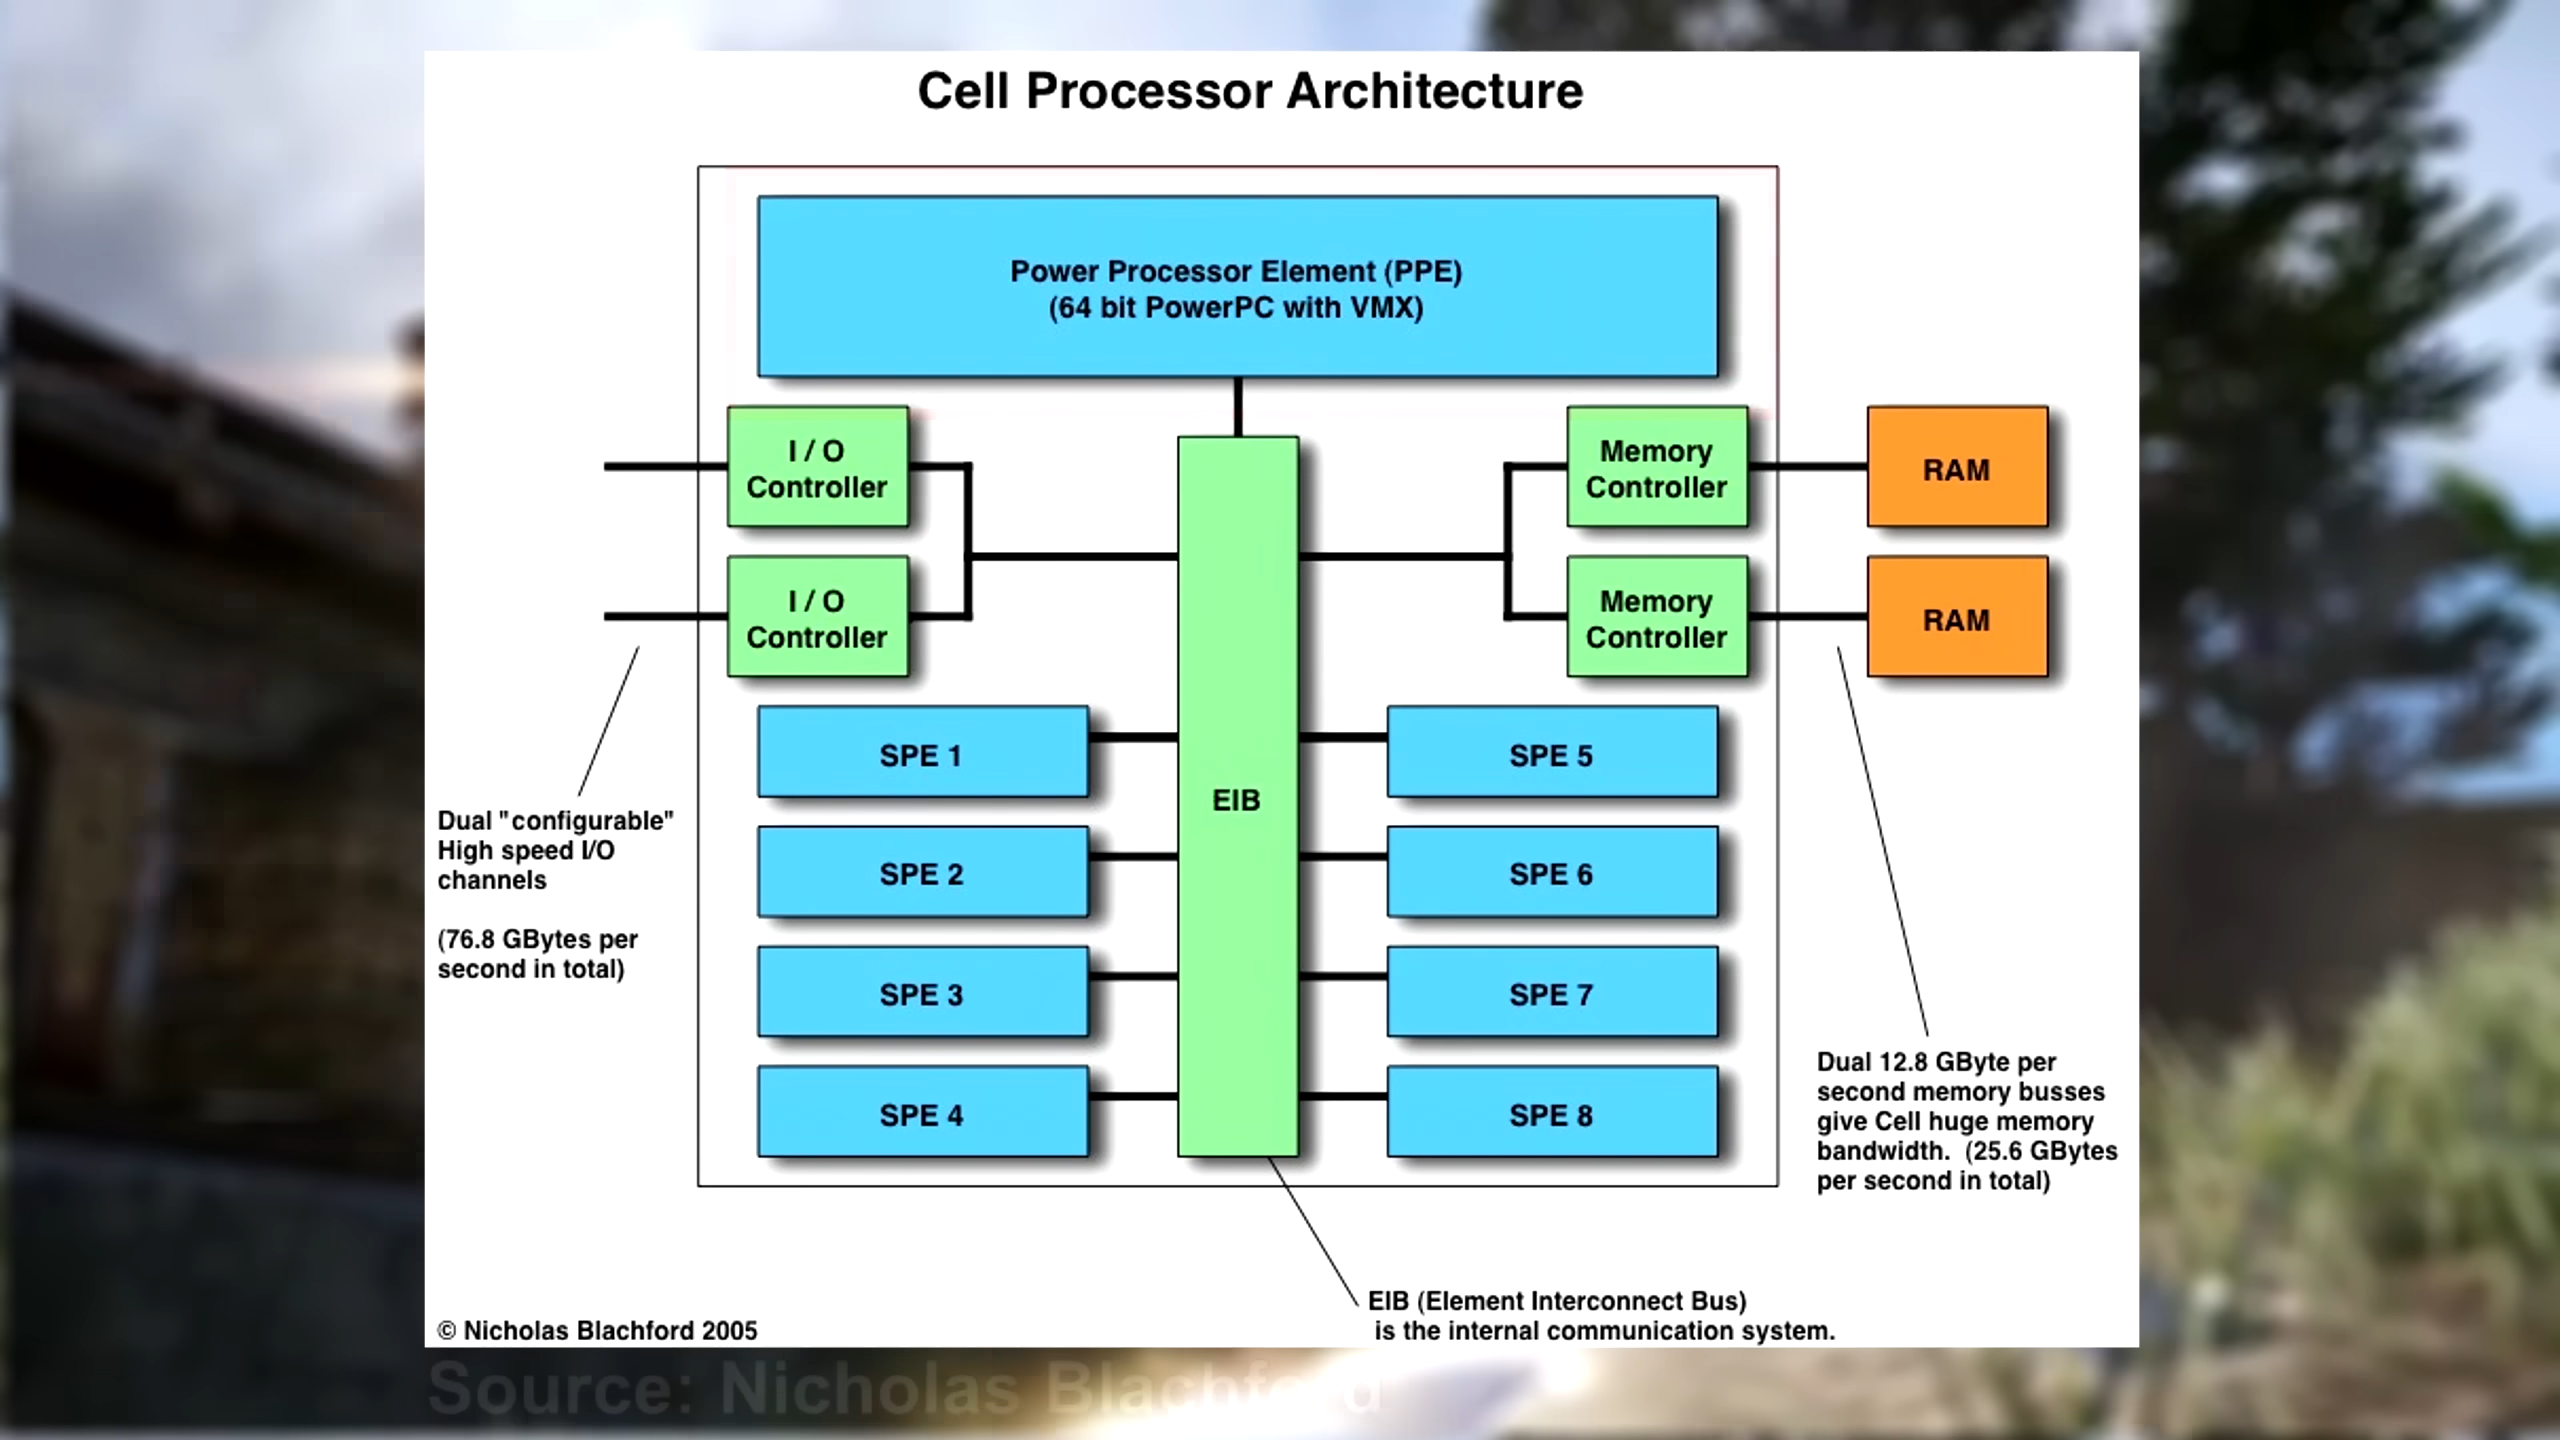 Cell Processor Architecture
Power Processor Element (PPE)
(64 bit PowerPC with VMX)
I / O
Controller
Memory
Controller
RAM
I / O
Controller
Memory
Controller
RAM
SPE 1
SPE 5
EIB
SPE 2
SPE 6
SPE 3
SPE 7
SPE 4
SPE 8
Dual "configurable"
High speed I/O
channels
(76.8 GBytes per
second in total)
Dual 12.8 GByte per
second memory busses
give Cell huge memory
bandwidth. (25.6 GBytes
per second in total)
EIB (Element Interconnect Bus)
is the internal communication system.
© Nicholas Blachford 2005
Source: Nicholas Blachford